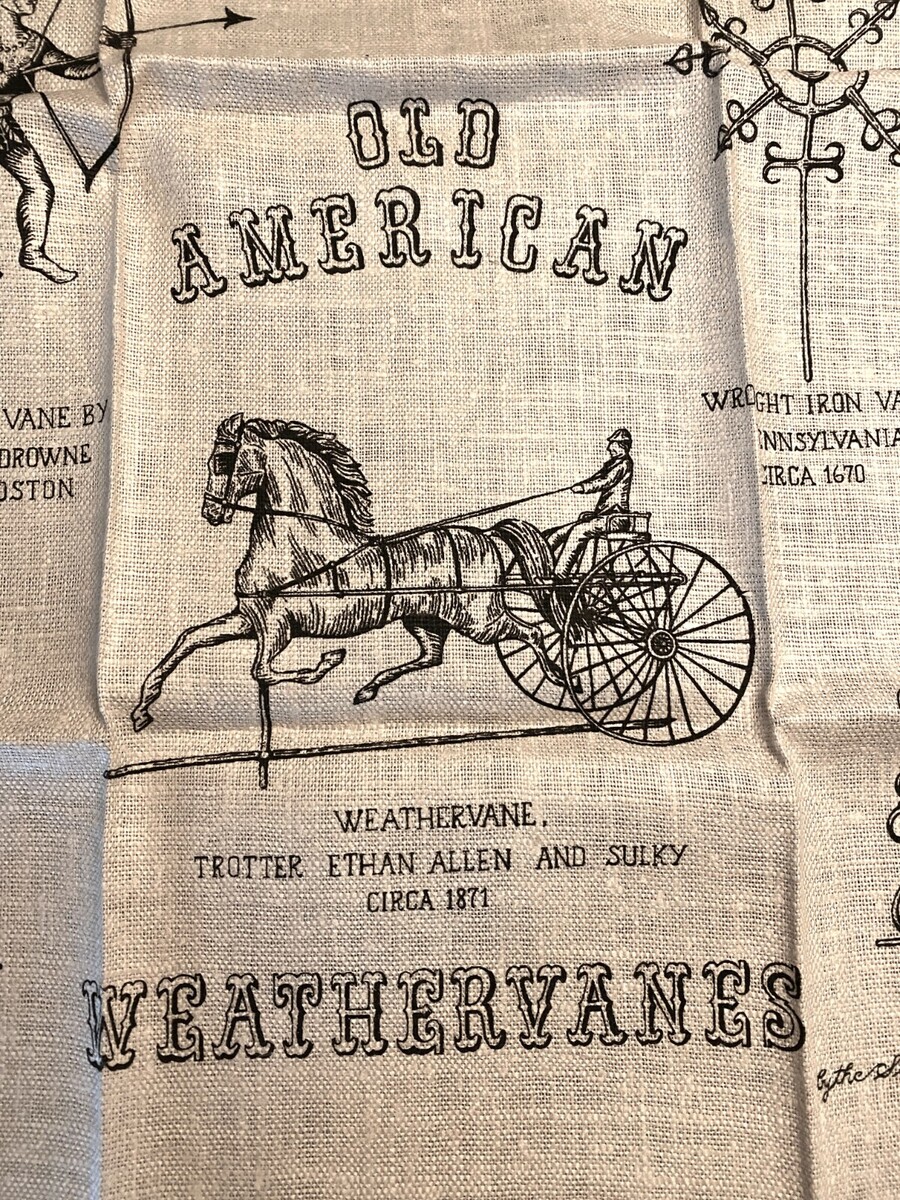 OLD
AMERICAN
VANE BY
DROWNE
OSTON
WROGHT IRON VA
NNSYLVANIA
CIRCA 1670
WEATHERVANE,
TROTTER ETHAN ALLEN AND SULKY
CIRCA 1871
WEATHERVANES